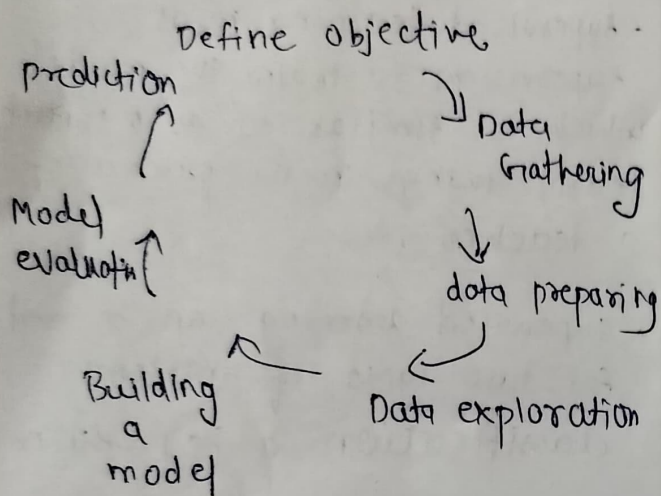 Define objective
Data
Gathering
data preparing
Data exploration
Building
a
model
Model
evaluatin
prediction